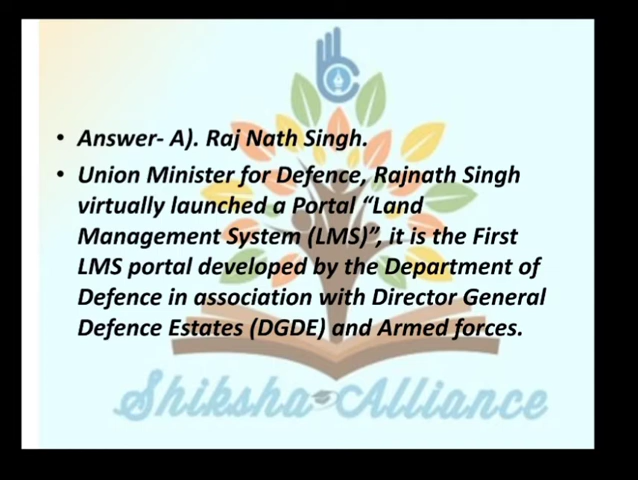 • Answer- A). Raj Nath Singh.
• Union Minister for Defence, Rajnath Singh
virtually launched a Portal “Land
Management System (LMS)”, it is the First
LMS portal developed by the Department of
Defence in association with Director General
Defence Estates (DGDE) and Armed forces.
Shiksha Alliance